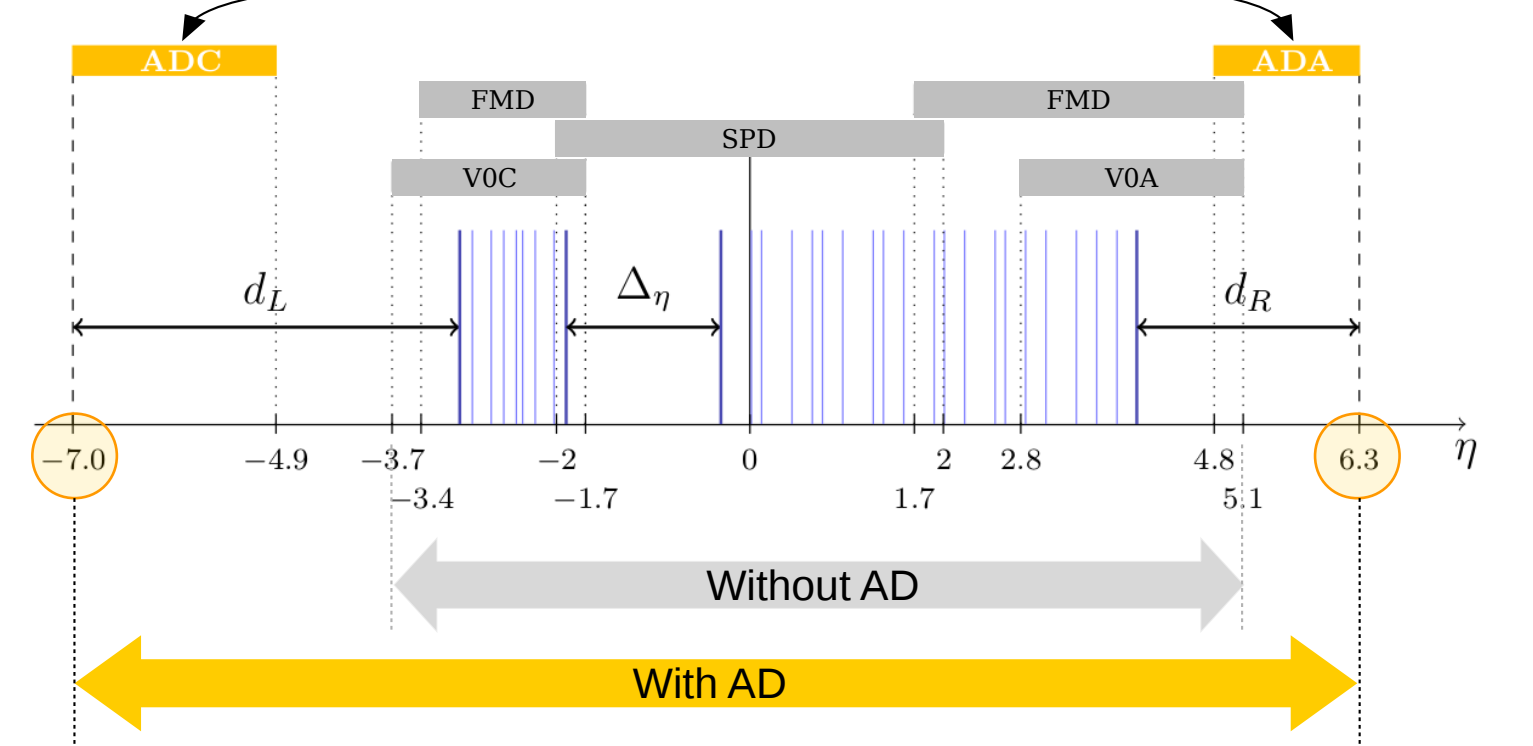 ADC
ADA
FMD
FMD
SPD
V0C
V0A
d_L
Δ_η
d_R
−7.0 −4.9 −3.7 −2 0 2 2.8 4.8 6.3 η
−3.4 −1.7 1.7 5.1
Without AD
With AD